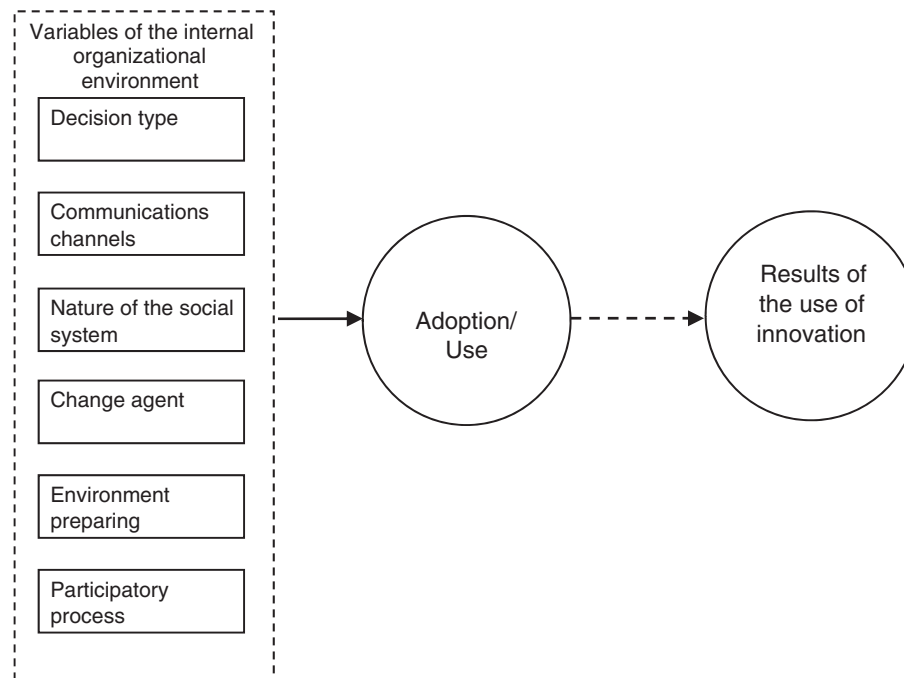 Variables of the internal
organizational
environment
Decision type
Communications
channels
Nature of the social
system
Change agent
Environment
preparing
Participatory
process
Adoption/
Use
Results of
the use of
innovation